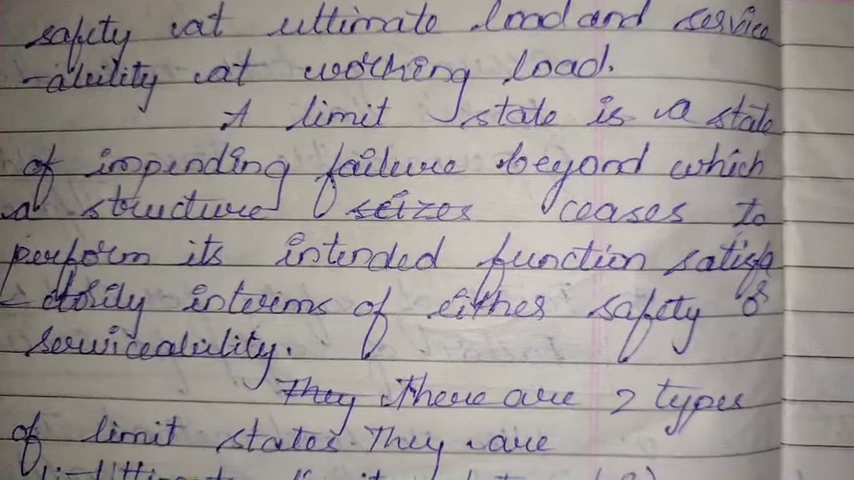 safety at ultimate load and service
-ability at working load.
A limit state is a state
of impending failure beyond which
a structure seizes ceases to
perform its intended function satisfa
-ctorily interims of either safety or
serviceability.
They there are 2 types
of limit states. They are